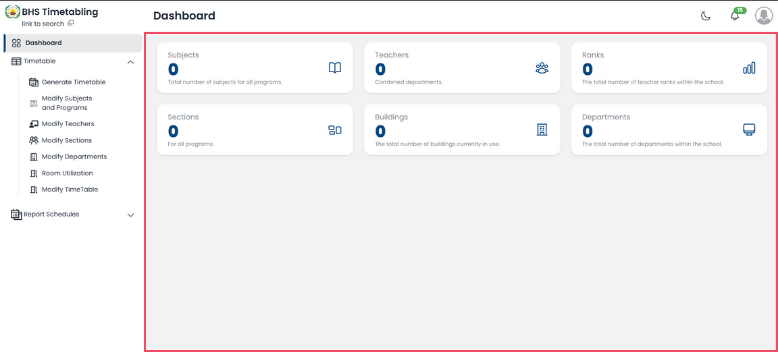 BHS Timetabling
link to search
Dashboard
15
Dashboard
Timetable
Generate Timetable
Modify Subjects
and Programs
Modify Teachers
Modify Sections
Modify Departments
Room Utilization
Modify TimeTable
Report Schedules
Subjects
0
Total number of subjects for all programs.
Teachers
0
Combined departments.
Ranks
0
The total number of teacher ranks within the school.
Sections
0
For all programs.
Buildings
0
The total number of buildings currently in use.
Departments
0
The total number of departments within the school.